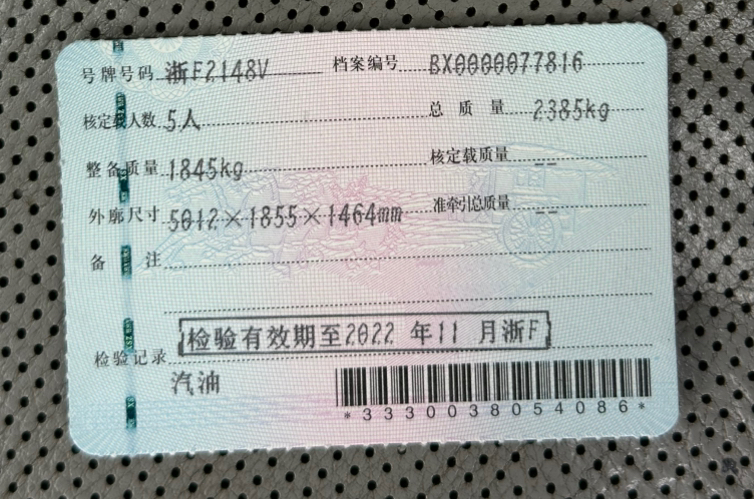 号牌号码 浙F2148V 档案编号 BX0000077816
核定载人数 5人 总质量 2385kg
整备质量 1845kg 核定载质量 --
外廓尺寸 5012×1855×1464mm 准牵引总质量 --
备注
检验记录 检验有效期至2022年11月浙F
汽油
*3330038054086*